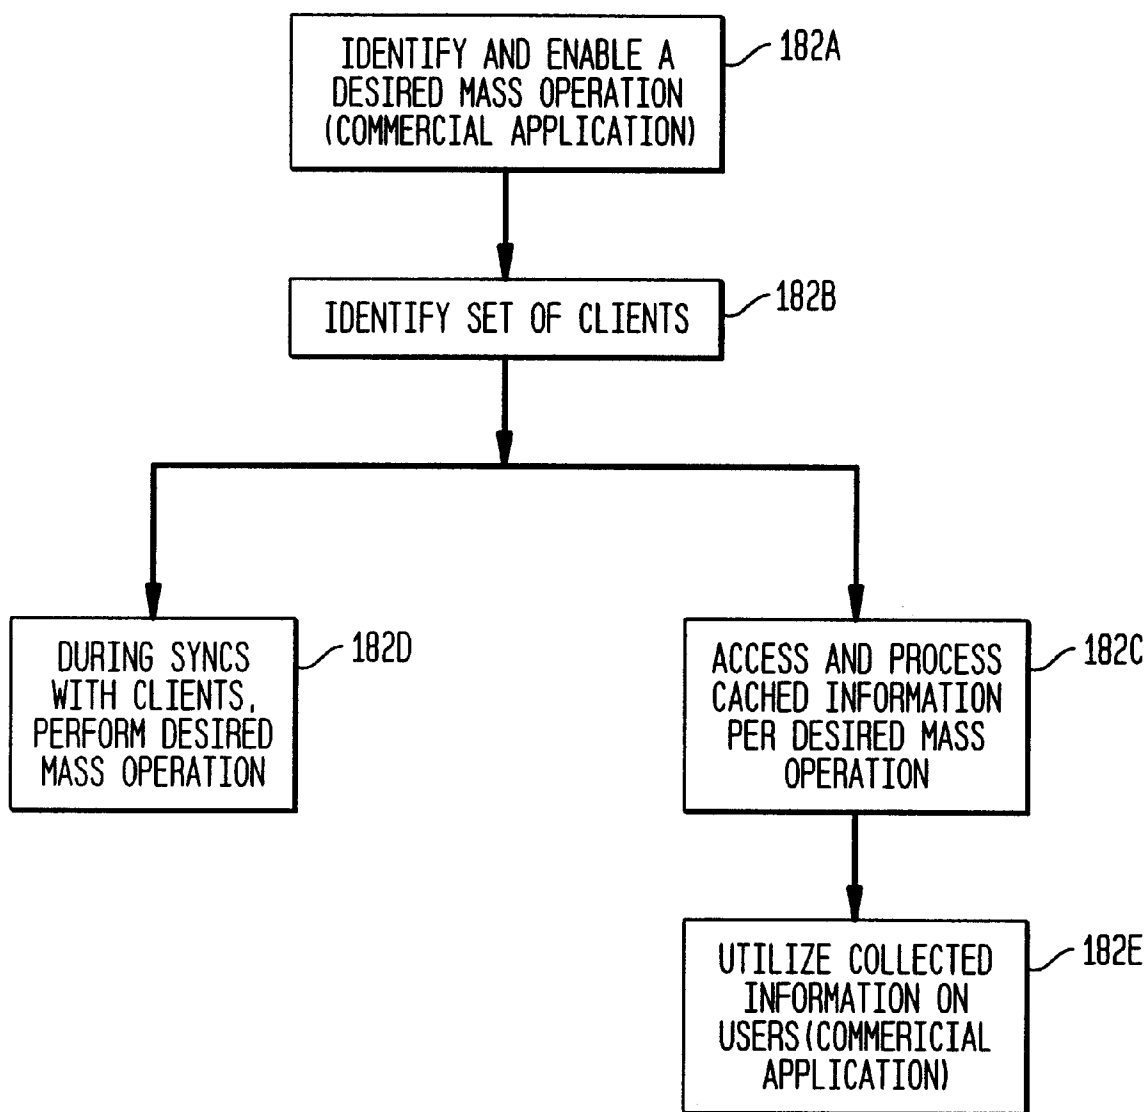 IDENTIFY AND ENABLE A
DESIRED MASS OPERATION
(COMMERCIAL APPLICATION)
182A
IDENTIFY SET OF CLIENTS
182B
DURING SYNCS
WITH CLIENTS,
PERFORM DESIRED
MASS OPERATION
182D
ACCESS AND PROCESS
CACHED INFORMATION
PER DESIRED MASS
OPERATION
182C
UTILIZE COLLECTED
INFORMATION ON
USERS(COMMERICIAL
APPLICATION)
182E